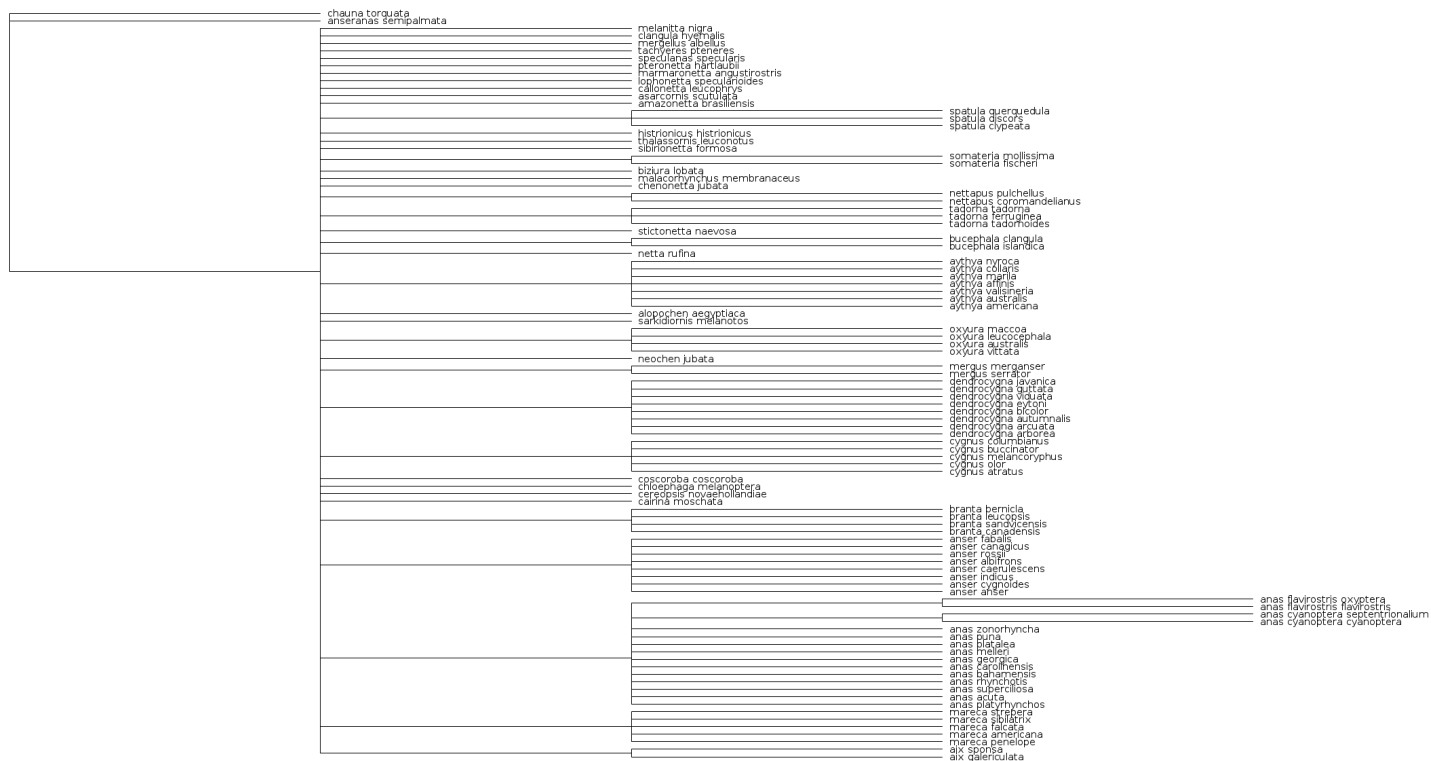 chauna torquata
anseranas semipalmata
melanitta nigra
clangula hyemalis
mergellus albellus
tachyeres pteneres
speculanas specularis
pteronetta hartlaubii
marmaronetta angustirostris
lophonetta specularioides
callonetta leucophrys
asarcornis scutulata
amazonetta brasiliensis
spatula querquedula
spatula discors
spatula clypeata
histrionicus histrionicus
thalassornis leuconotus
sibirionetta formosa
somateria mollissima
somateria fischeri
biziura lobata
malacorhynchus membranaceus
chenonetta jubata
nettapus pulchellus
nettapus coromandelianus
tadorna tadorna
tadorna ferruginea
tadorna tadornoides
stictonetta naevosa
bucephala clangula
bucephala islandica
netta rufina
aythya nyroca
aythya collaris
aythya marila
aythya affinis
aythya valisineria
aythya australis
aythya americana
alopochen aegyptiaca
sarkidiornis melanotos
oxyura maccoa
oxyura leucocephala
oxyura australis
oxyura vittata
neochen jubata
mergus merganser
mergus serrator
dendrocygna javanica
dendrocygna guttata
dendrocygna viduata
dendrocygna eytoni
dendrocygna bicolor
dendrocygna autumnalis
dendrocygna arcuata
dendrocygna arborea
cygnus columbianus
cygnus buccinator
cygnus melancoryphus
cygnus olor
cygnus atratus
coscoroba coscoroba
chloephaga melanoptera
cereopsis novaehollandiae
cairina moschata
branta bernicla
branta leucopsis
branta sandvicensis
branta canadensis
anser fabalis
anser canagicus
anser rossii
anser albifrons
anser caerulescens
anser indicus
anser cygnoides
anser anser
anas flavirostris oxyptera
anas flavirostris flavirostris
anas cyanoptera septentrionalium
anas cyanoptera cyanoptera
anas zonorhyncha
anas puna
anas platalea
anas melleri
anas georgica
anas carolinensis
anas bahamensis
anas rhynchotis
anas superciliosa
anas acuta
anas platyrhynchos
mareca strepera
mareca sibilatrix
mareca falcata
mareca americana
mareca penelope
aix sponsa
aix galericulata